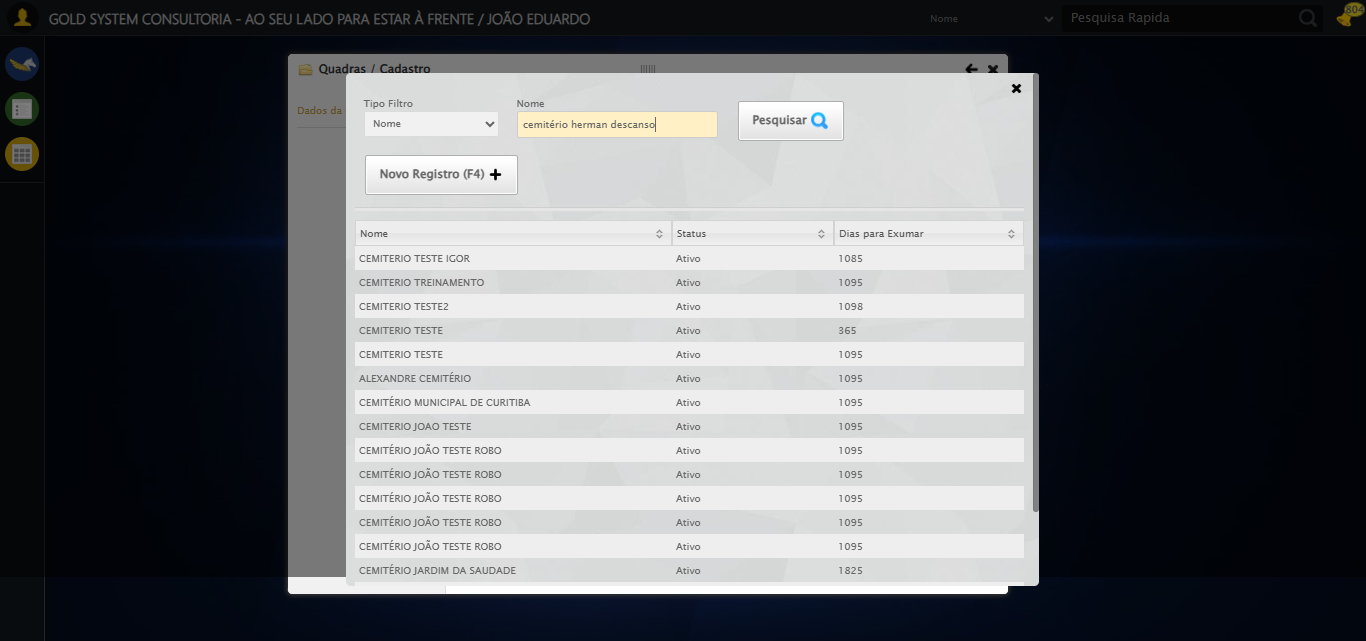 GOLD SYSTEM CONSULTORIA - AO SEU LADO PARA ESTAR À FRENTE / JOÃO EDUARDO
Nome
Pesquisa Rapida
804
Quadras / Cadastro
Dados da
Tipo Filtro
Nome
Nome
cemitério herman descanso
Pesquisar
Novo Registro (F4)
Nome Status Dias para Exumar
CEMITERIO TESTE IGOR Ativo 1085
CEMITERIO TREINAMENTO Ativo 1095
CEMITERIO TESTE2 Ativo 1098
CEMITERIO TESTE Ativo 365
CEMITERIO TESTE Ativo 1095
ALEXANDRE CEMITÉRIO Ativo 1095
CEMITÉRIO MUNICIPAL DE CURITIBA Ativo 1095
CEMITERIO JOAO TESTE Ativo 1095
CEMITÉRIO JOÃO TESTE ROBO Ativo 1095
CEMITÉRIO JOÃO TESTE ROBO Ativo 1095
CEMITÉRIO JOÃO TESTE ROBO Ativo 1095
CEMITÉRIO JOÃO TESTE ROBO Ativo 1095
CEMITÉRIO JOÃO TESTE ROBO Ativo 1095
CEMITÉRIO JARDIM DA SAUDADE Ativo 1825